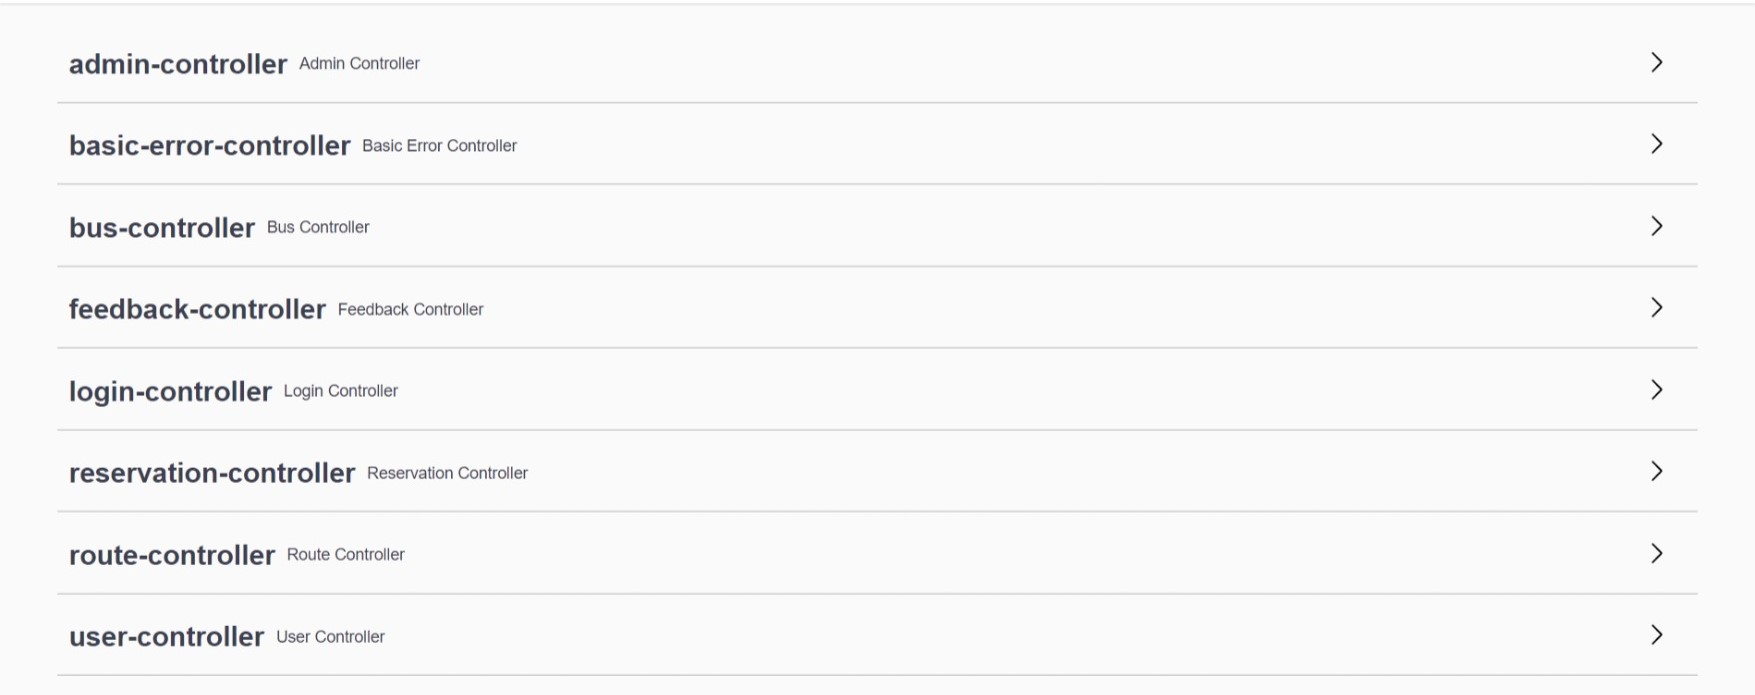 admin-controller Admin Controller
basic-error-controller Basic Error Controller
bus-controller Bus Controller
feedback-controller Feedback Controller
login-controller Login Controller
reservation-controller Reservation Controller
route-controller Route Controller
user-controller User Controller